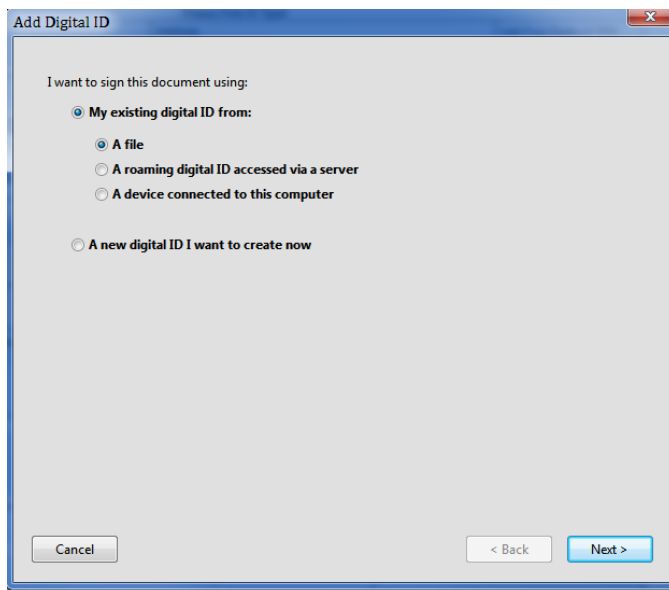 Add Digital ID
I want to sign this document using:
My existing digital ID from:
A file
A roaming digital ID accessed via a server
A device connected to this computer
A new digital ID I want to create now
Cancel
< Back
Next >